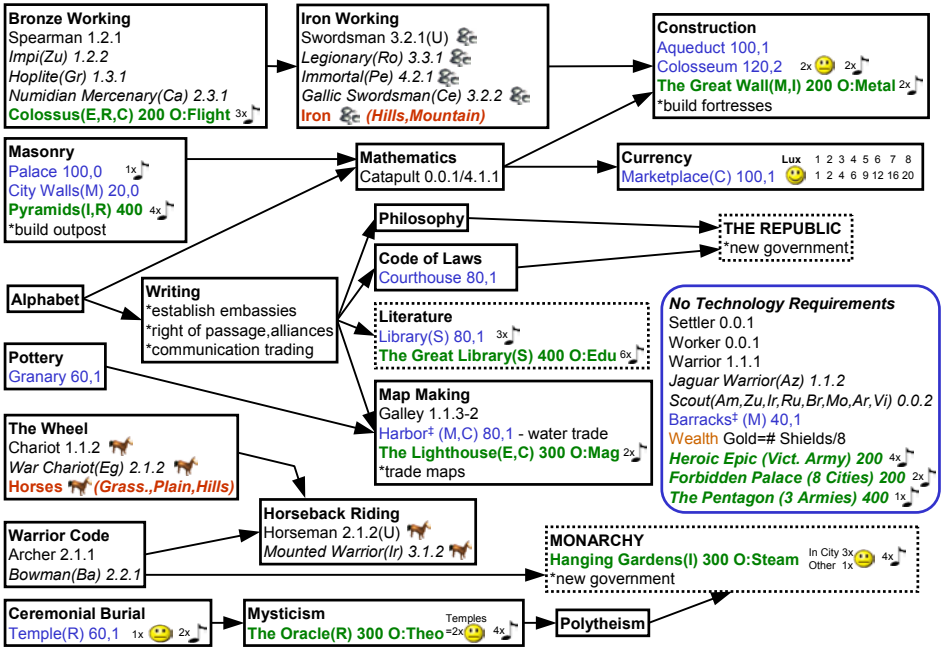 Bronze Working
Spearman 1.2.1
Impi(Zu) 1.2.2
Hoplite(Gr) 1.3.1
Numidian Mercenary(Ca) 2.3.1
Colossus(E,R,C) 200 O:Flight 3x
Iron Working
Swordsman 3.2.1(U)
Legionary(Ro) 3.3.1
Immortal(Pe) 4.2.1
Gallic Swordsman(Ce) 3.2.2
Iron (Hills,Mountain)
Construction
Aqueduct 100,1
Colosseum 120,2 2x 2x
The Great Wall(M,I) 200 O:Metal 2x
*build fortresses
Masonry
Palace 100,0 1x
City Walls(M) 20,0
Pyramids(I,R) 400 4x
*build outpost
Mathematics
Catapult 0.0.1/4.1.1
Currency Lux 1 2 3 4 5 6 7 8
Marketplace(C) 100,1 1 2 4 6 9 12 16 20
Philosophy
THE REPUBLIC
*new government
Code of Laws
Courthouse 80,1
Alphabet
Writing
*establish embassies
*right of passage,alliances
*communication trading
Literature
Library(S) 80,1 3x
The Great Library(S) 400 O:Edu 6x
No Technology Requirements
Settler 0.0.1
Worker 0.0.1
Warrior 1.1.1
Jaguar Warrior(Az) 1.1.2
Scout(Am,Zu,Ir,Ru,Br,Mo,Ar,Vi) 0.0.2
Barracks‡ (M) 40,1
Wealth Gold=# Shields/8
Heroic Epic (Vict. Army) 200 4x
Forbidden Palace (8 Cities) 200 2x
The Pentagon (3 Armies) 400 1x
Pottery
Granary 60,1
Map Making
Galley 1.1.3-2
Harbor‡ (M,C) 80,1 - water trade
The Lighthouse(E,C) 300 O:Mag 2x
*trade maps
The Wheel
Chariot 1.1.2
War Chariot(Eg) 2.1.2
Horses (Grass.,Plain,Hills)
Horseback Riding
Horseman 2.1.2(U)
Mounted Warrior(Ir) 3.1.2
Warrior Code
Archer 2.1.1
Bowman(Ba) 2.2.1
MONARCHY
Hanging Gardens(I) 300 O:Steam In City 3x 4x
Other 1x
*new government
Ceremonial Burial
Temple(R) 60,1 1x 2x
Mysticism
The Oracle(R) 300 O:Theo Temples
=2x 4x
Polytheism